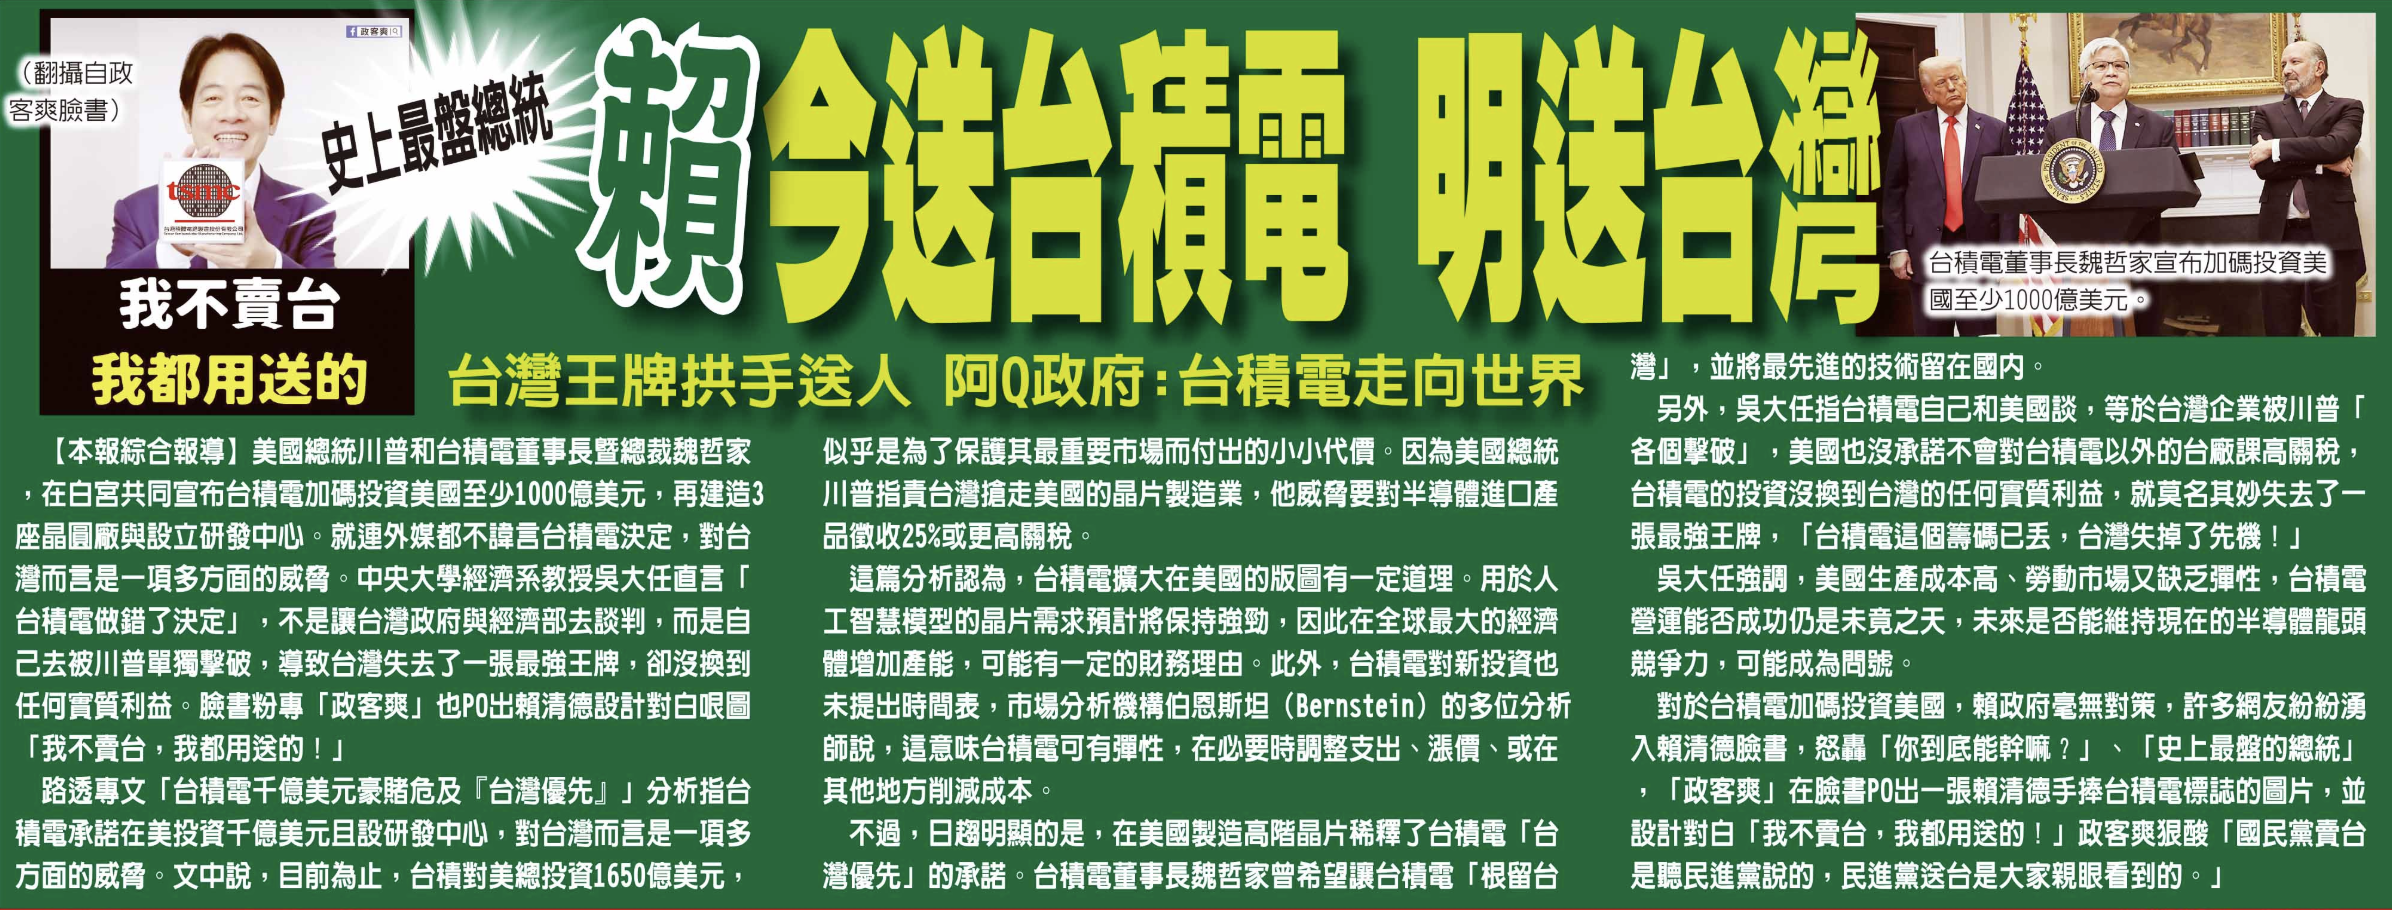 政客爽
(翻攝自政
客爽臉書)
tsmc
我不賣台
我都用送的
史上最盤總統
賴
今送台積電 明送台灣
台積電董事長魏哲家宣布加碼投資美
國至少1000億美元。
台灣王牌拱手送人 阿Q政府:台積電走向世界
【本報綜合報導】美國總統川普和台積電董事長暨總裁魏哲家
,在白宮共同宣布台積電加碼投資美國至少1000億美元,再建造3
座晶圓廠與設立研發中心。就連外媒都不諱言台積電決定,對台
灣而言是一項多方面的威脅。中央大學經濟系教授吳大任直言「
台積電做錯了決定」,不是讓台灣政府與經濟部去談判,而是自
己去被川普單獨擊破,導致台灣失去了一張最強王牌,卻沒換到
任何實質利益。臉書粉專「政客爽」也PO出賴清德設計對白哏圖
「我不賣台,我都用送的!」
路透專文「台積電千億美元豪賭危及『台灣優先』」分析指台
積電承諾在美投資千億美元且設研發中心,對台灣而言是一項多
方面的威脅。文中說,目前為止,台積對美總投資1650億美元,
似乎是為了保護其最重要市場而付出的小小代價。因為美國總統
川普指責台灣搶走美國的晶片製造業,他威脅要對半導體進口產
品徵收25%或更高關稅。
這篇分析認為,台積電擴大在美國的版圖有一定道理。用於人
工智慧模型的晶片需求預計將保持強勁,因此在全球最大的經濟
體增加產能,可能有一定的財務理由。此外,台積電對新投資也
未提出時間表,市場分析機構伯恩斯坦(Bernstein)的多位分析
師說,這意味台積電可有彈性,在必要時調整支出、漲價、或在
其他地方削減成本。
不過,日趨明顯的是,在美國製造高階晶片稀釋了台積電「台
灣優先」的承諾。台積電董事長魏哲家曾希望讓台積電「根留台
灣」,並將最先進的技術留在國內。
另外,吳大任指台積電自己和美國談,等於台灣企業被川普「
各個擊破」,美國也沒承諾不會對台積電以外的台廠課高關稅,
台積電的投資沒換到台灣的任何實質利益,就莫名其妙失去了一
張最強王牌,「台積電這個籌碼已丟,台灣失掉了先機!」
吳大任強調,美國生產成本高、勞動市場又缺乏彈性,台積電
營運能否成功仍是未竟之天,未來是否能維持現在的半導體龍頭
競爭力,可能成為問號。
對於台積電加碼投資美國,賴政府毫無對策,許多網友紛紛湧
入賴清德臉書,怒轟「你到底能幹嘛?」、「史上最盤的總統」
,「政客爽」在臉書PO出一張賴清德手捧台積電標誌的圖片,並
設計對白「我不賣台,我都用送的!」政客爽狠酸「國民黨賣台
是聽民進黨說的,民進黨送台是大家親眼看到的。」